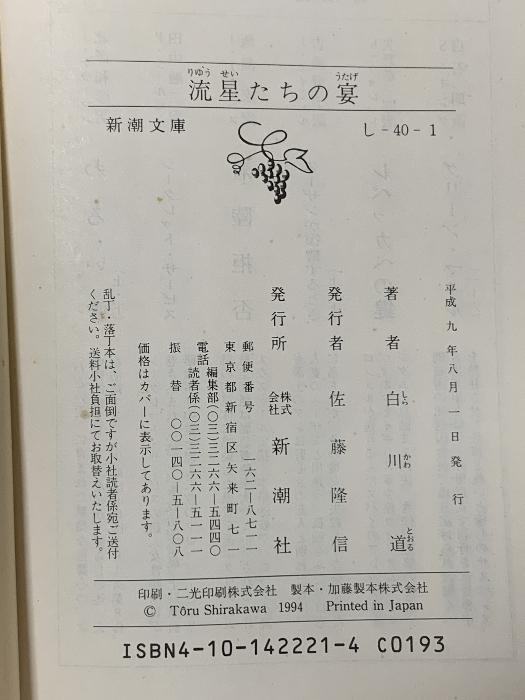 りゆうせい うたげ
流星たちの宴
新潮文庫 し-40-1
平成九年八月一日発行
著者 白川道
しら かわ とおる
発行者 佐藤隆信
発行所 株式会社 新潮社
郵便番号 一六二―八七一一
東京都新宿区矢来町七一
電話 編集部(〇三)三二六六―五四四〇
読者係(〇三)三二六六―五一一一
振替 〇〇一四〇―五―八〇八
価格はカバーに表示してあります。
乱丁・落丁本は、ご面倒ですが小社読者係宛ご送付
ください。送料小社負担にてお取替えいたします。
印刷・二光印刷株式会社 製本・加藤製本株式会社
© Tôru Shirakawa 1994 Printed in Japan
ISBN4-10-142221-4 C0193